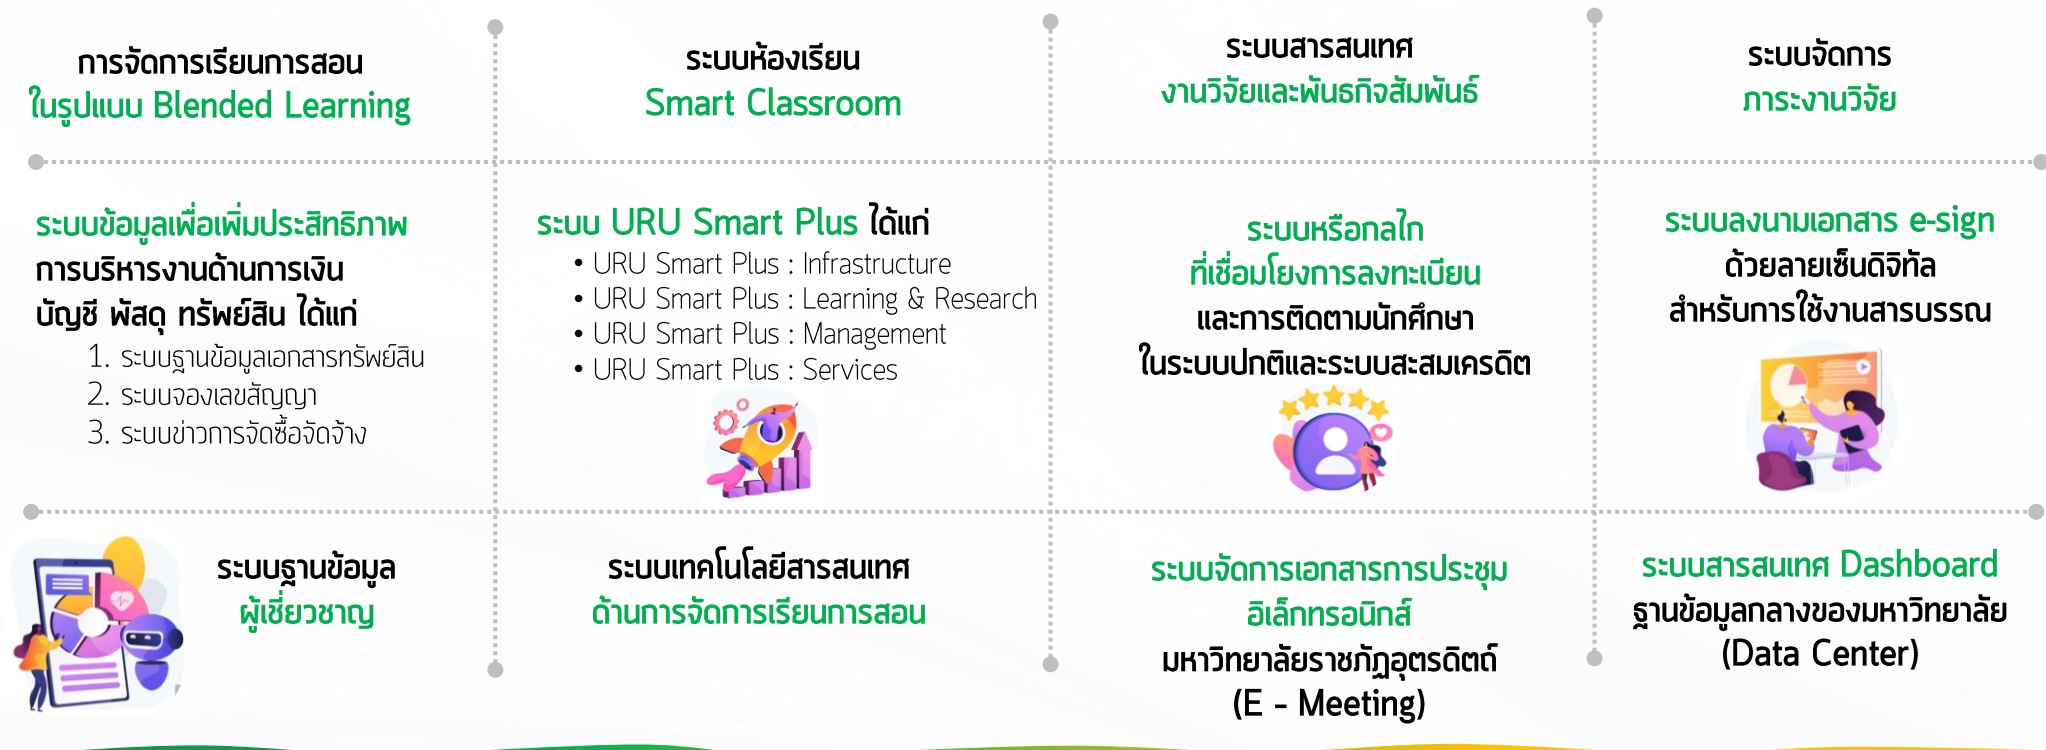 การจัดการเรียนการสอน
ในรูปแบบ Blended Learning
ระบบห้องเรียน
Smart Classroom
ระบบสารสนเทศ
งานวิจัยและพันธกิจสัมพันธ์
ระบบจัดการ
ภาระงานวิจัย
ระบบข้อมูลเพื่อเพิ่มประสิทธิภาพ
การบริหารงานด้านการเงิน
บัญชี พัสดุ ทรัพย์สิน ได้แก่
1. ระบบฐานข้อมูลเอกสารทรัพย์สิน
2. ระบบจองเลขสัญญา
3. ระบบข่าวการจัดซื้อจัดจ้าง
ระบบ URU Smart Plus ได้แก่
• URU Smart Plus : Infrastructure
• URU Smart Plus : Learning & Research
• URU Smart Plus : Management
• URU Smart Plus : Services
ระบบหรือกลไก
ที่เชื่อมโยงการลงทะเบียน
และการติดตามนักศึกษา
ในระบบปกติและระบบสะสมเครดิต
ระบบลงนามเอกสาร e-sign
ด้วยลายเซ็นดิจิทัล
สำหรับการใช้งานสารบรรณ
ระบบฐานข้อมูล
ผู้เชี่ยวชาญ
ระบบเทคโนโลยีสารสนเทศ
ด้านการจัดการเรียนการสอน
ระบบจัดการเอกสารการประชุม
อิเล็กทรอนิกส์
มหาวิทยาลัยราชภัฏอุตรดิตถ์
(E - Meeting)
ระบบสารสนเทศ Dashboard
ฐานข้อมูลกลางของมหาวิทยาลัย
(Data Center)